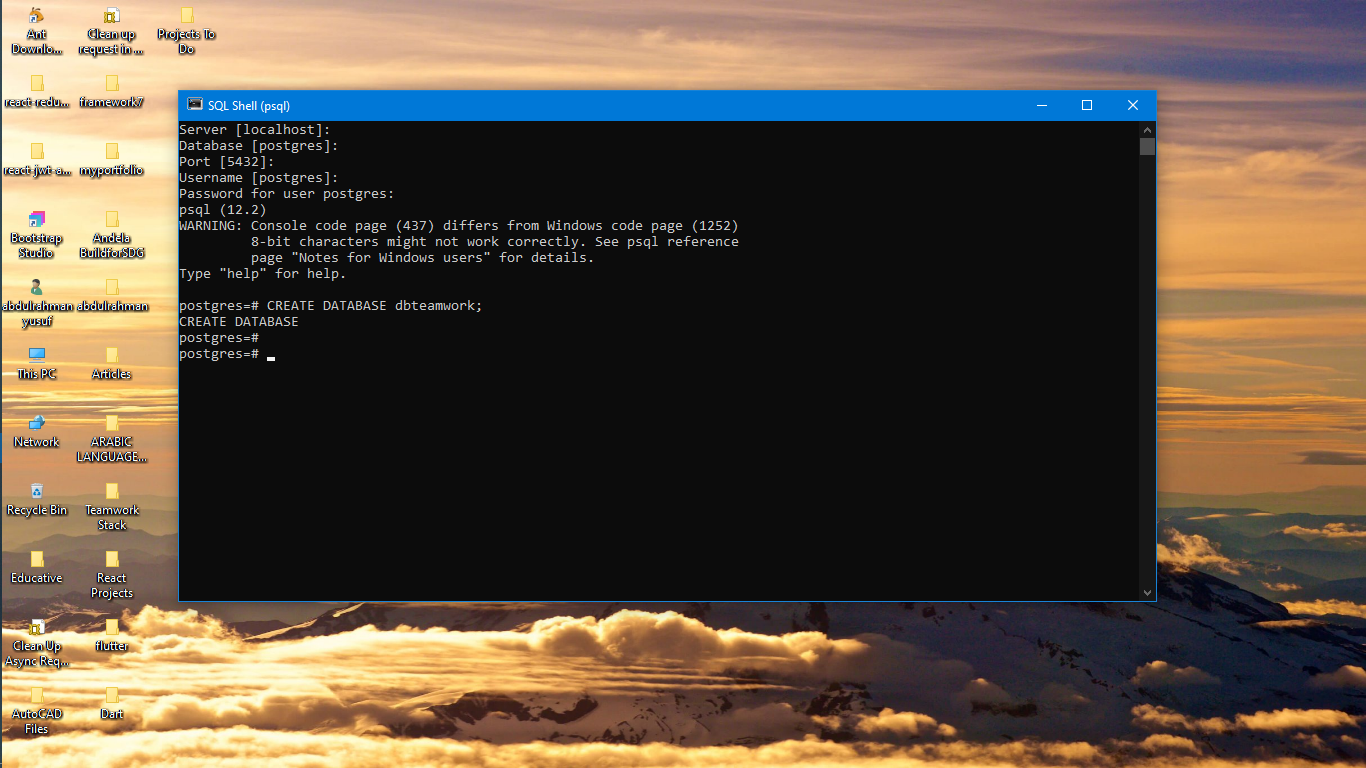 Ant
Downlo...
Clean up
request in ...
Projects To
Do
react-redu...
framework7
react-jwt-a...
myportfolio
Bootstrap
Studio
Andela
BuildforSDG
abdulrahman
yusuf
abdulrahman
This PC
Articles
Network
ARABIC
LANGUAGE...
Recycle Bin
Teamwork
Stack
Educative
React
Projects
Clean Up
Async Req...
flutter
AutoCAD
Files
Dart
SQL Shell (psql)
Server [localhost]:
Database [postgres]:
Port [5432]:
Username [postgres]:
Password for user postgres:
psql (12.2)
WARNING: Console code page (437) differs from Windows code page (1252)
         8-bit characters might not work correctly. See psql reference
         page "Notes for Windows users" for details.
Type "help" for help.
postgres=# CREATE DATABASE dbteamwork;
CREATE DATABASE
postgres=#
postgres=#